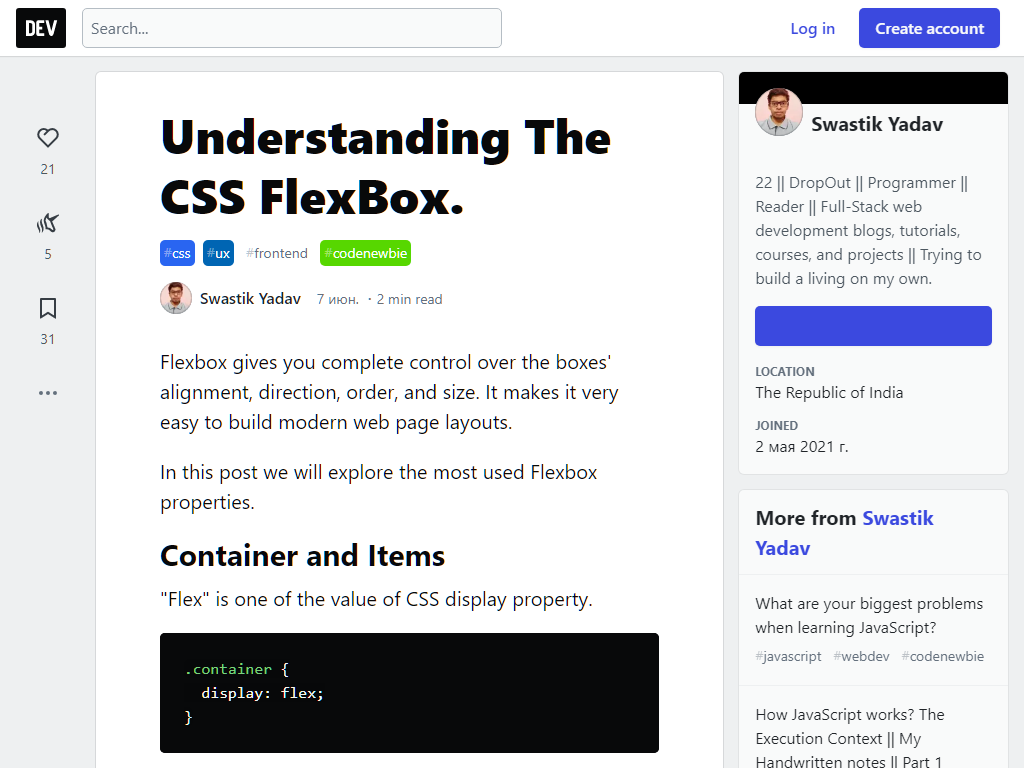 DEV
Search...
Log in
Create account
21
5
31
Understanding The
CSS FlexBox.
#css #ux #frontend #codenewbie
Swastik Yadav 7 июн. · 2 min read
Flexbox gives you complete control over the boxes'
alignment, direction, order, and size. It makes it very
easy to build modern web page layouts.
In this post we will explore the most used Flexbox
properties.
Container and Items
"Flex" is one of the value of CSS display property.
.container {
  display: flex;
}
Swastik Yadav
22 || DropOut || Programmer ||
Reader || Full-Stack web
development blogs, tutorials,
courses, and projects || Trying to
build a living on my own.
LOCATION
The Republic of India
JOINED
2 мая 2021 г.
More from Swastik
Yadav
What are your biggest problems
when learning JavaScript?
#javascript #webdev #codenewbie
How JavaScript works? The
Execution Context || My
Handwritten notes || Part 1